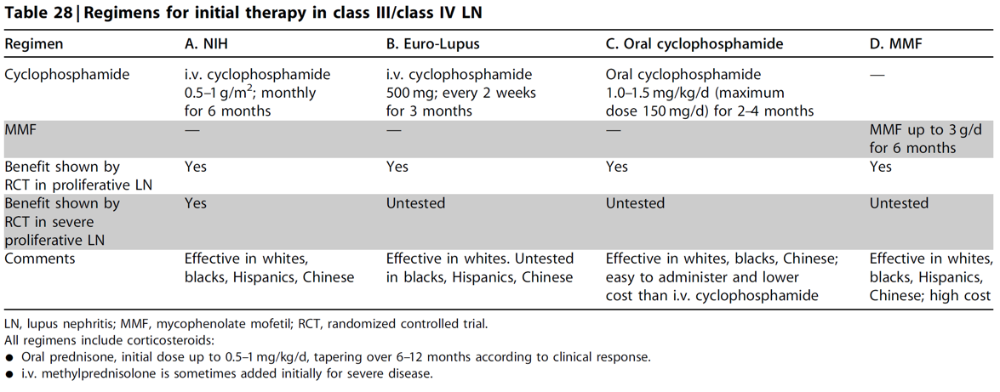 Table 28 | Regimens for initial therapy in class III/class IV LN
Regimen A. NIH B. Euro-Lupus C. Oral cyclophosphamide D. MMF
Cyclophosphamide i.v. cyclophosphamide i.v. cyclophosphamide Oral cyclophosphamide —
0.5–1 g/m² ; monthly 500 mg; every 2 weeks 1.0–1.5 mg/kg/d (maximum
for 6 months for 3 months dose 150 mg/d) for 2–4 months
MMF — — — MMF up to 3 g/d
for 6 months
Benefit shown by Yes Yes Yes Yes
RCT in proliferative LN
Benefit shown by Yes Untested Untested Untested
RCT in severe
proliferative LN
Comments Effective in whites, Effective in whites. Untested Effective in whites, blacks, Chinese; Effective in whites,
blacks, Hispanics, Chinese in blacks, Hispanics, Chinese easy to administer and lower blacks, Hispanics,
cost than i.v. cyclophosphamide Chinese; high cost
LN, lupus nephritis; MMF, mycophenolate mofetil; RCT, randomized controlled trial.
All regimens include corticosteroids:
● Oral prednisone, initial dose up to 0.5–1 mg/kg/d, tapering over 6–12 months according to clinical response.
● i.v. methylprednisolone is sometimes added initially for severe disease.